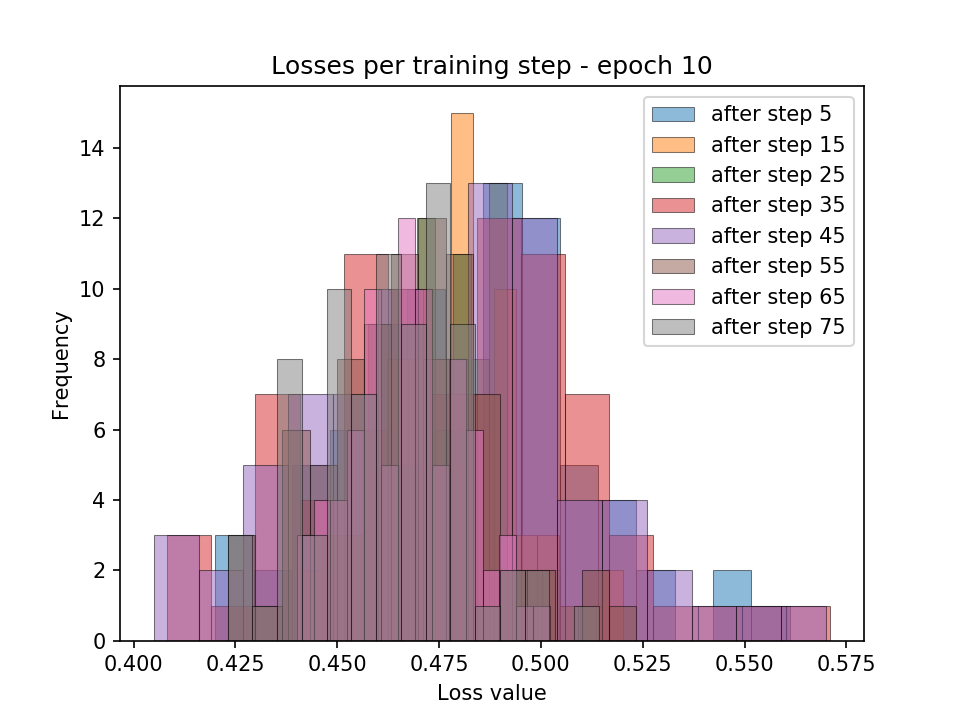 Losses per training step - epoch 10
after step 5
after step 15
after step 25
after step 35
after step 45
after step 55
after step 65
after step 75
Frequency
14
12
10
8
6
4
2
0
0.400 0.425 0.450 0.475 0.500 0.525 0.550 0.575
Loss value